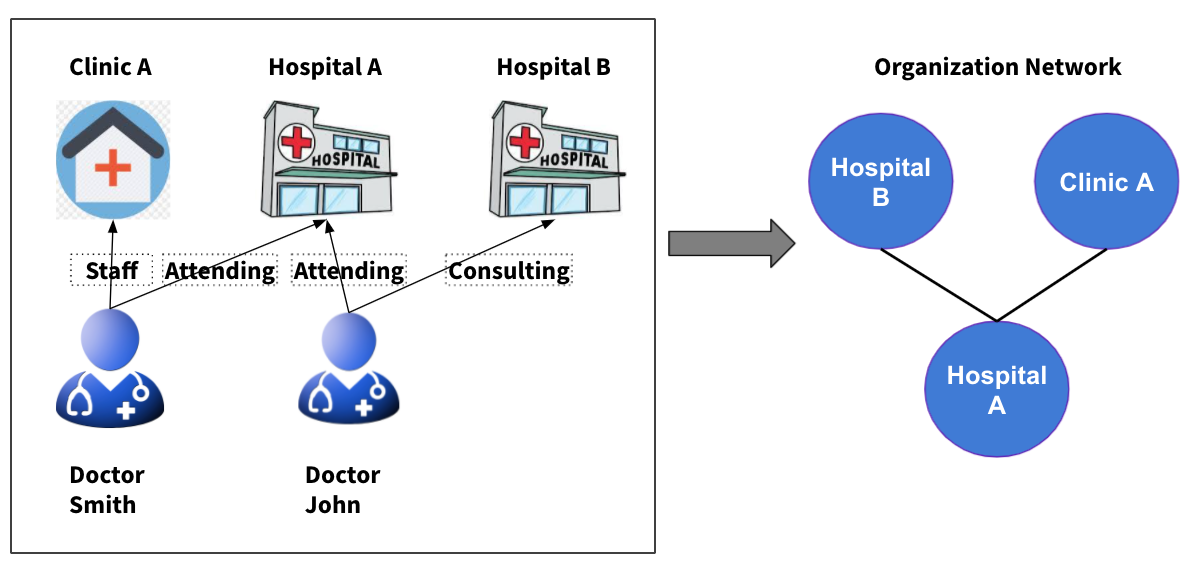 Clinic A
Hospital A
Hospital B
Organization Network
HOSPITAL
HOSPITAL
Staff
Attending
Attending
Consulting
Doctor
Smith
Doctor
John
Hospital
B
Clinic A
Hospital
A